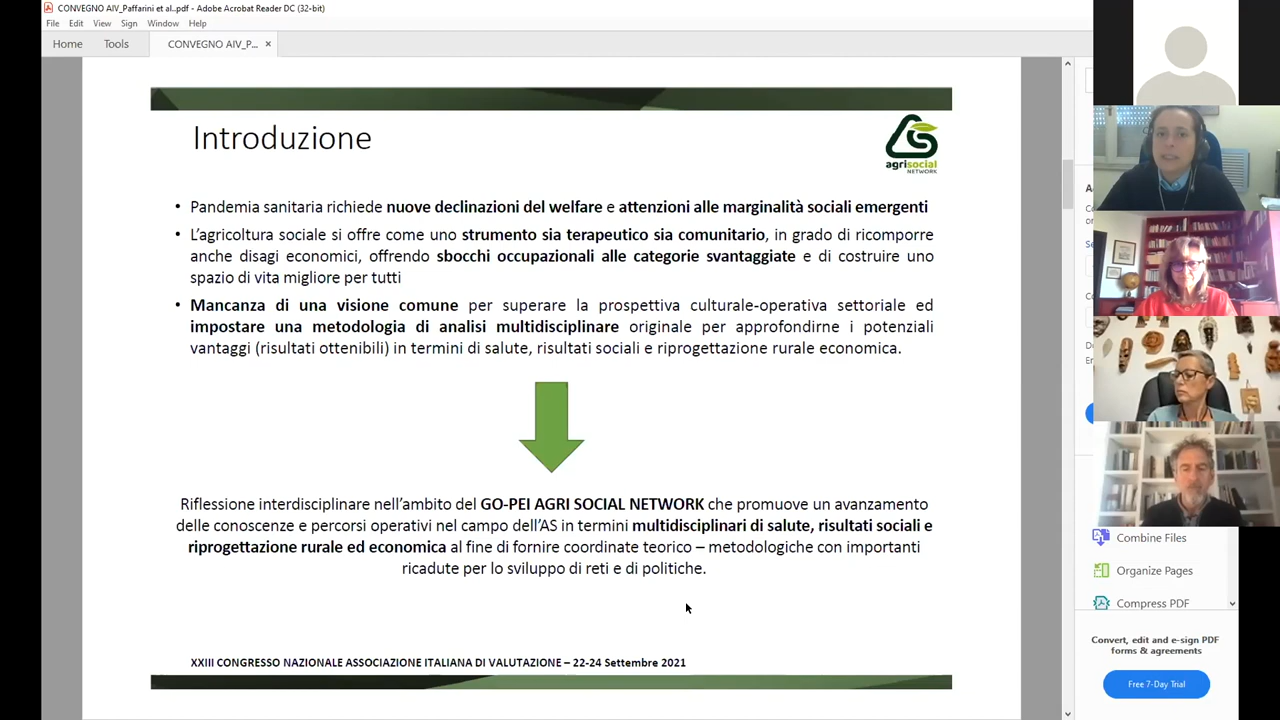 CONVEGNO AIV_Paffarini et al..pdf - Adobe Acrobat Reader DC (32-bit)
File Edit View Sign Window Help
Home Tools CONVEGNO AIV_P... ×
Introduzione
agrisocial
NETWORK
• Pandemia sanitaria richiede nuove declinazioni del welfare e attenzioni alle marginalità sociali emergenti
• L’agricoltura sociale si offre come uno strumento sia terapeutico sia comunitario, in grado di ricomporre
anche disagi economici, offrendo sbocchi occupazionali alle categorie svantaggiate e di costruire uno
spazio di vita migliore per tutti
• Mancanza di una visione comune per superare la prospettiva culturale-operativa settoriale ed
impostare una metodologia di analisi multidisciplinare originale per approfondirne i potenziali
vantaggi (risultati ottenibili) in termini di salute, risultati sociali e riprogettazione rurale economica.
Riflessione interdisciplinare nell’ambito del GO-PEI AGRI SOCIAL NETWORK che promuove un avanzamento
delle conoscenze e percorsi operativi nel campo dell’AS in termini multidisciplinari di salute, risultati sociali e
riprogettazione rurale ed economica al fine di fornire coordinate teorico – metodologiche con importanti
ricadute per lo sviluppo di reti e di politiche.
XXIII CONGRESSO NAZIONALE ASSOCIAZIONE ITALIANA DI VALUTAZIONE – 22-24 Settembre 2021
Combine Files
Organize Pages
Compress PDF
Convert, edit and e-sign PDF
forms & agreements
Free 7-Day Trial